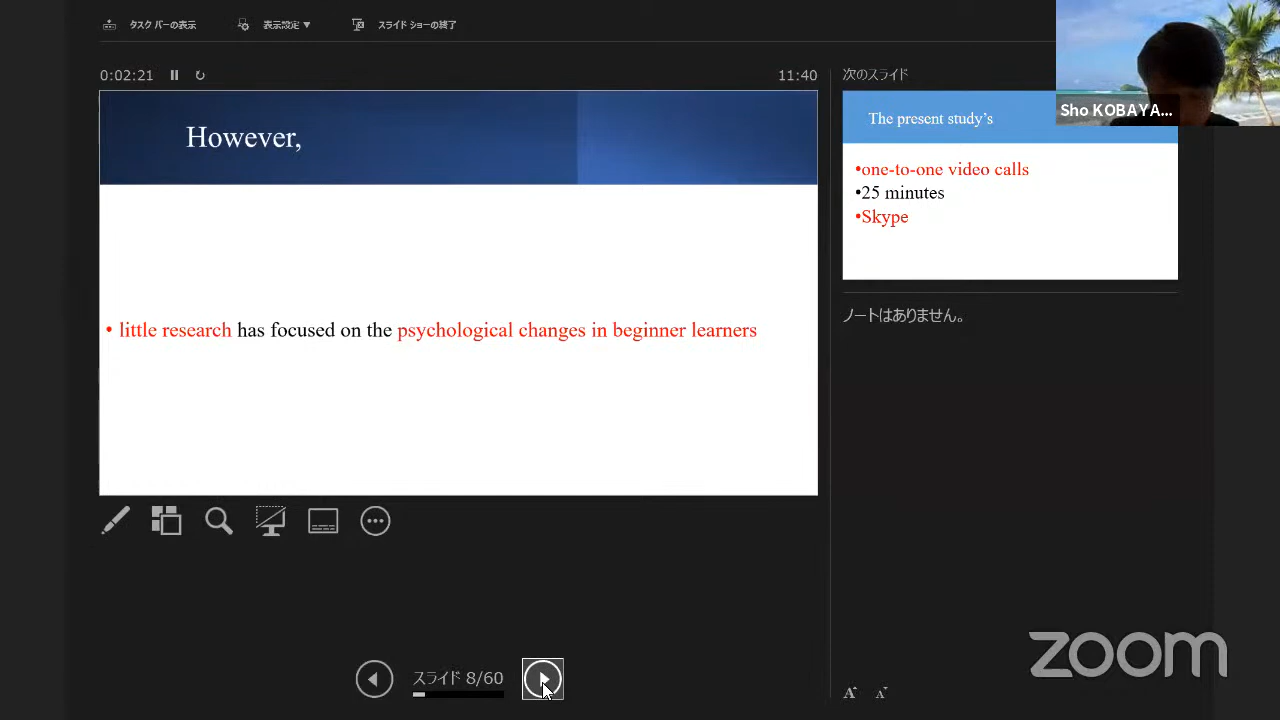 タスク バーの表示
表示設定 ▼
スライド ショーの終了
0:02:21
11:40
次のスライド
Sho KOBAYA...
However,
• little research has focused on the psychological changes in beginner learners
The present study's
•one-to-one video calls
•25 minutes
•Skype
ノートはありません。
スライド 8/60
A A
zoom